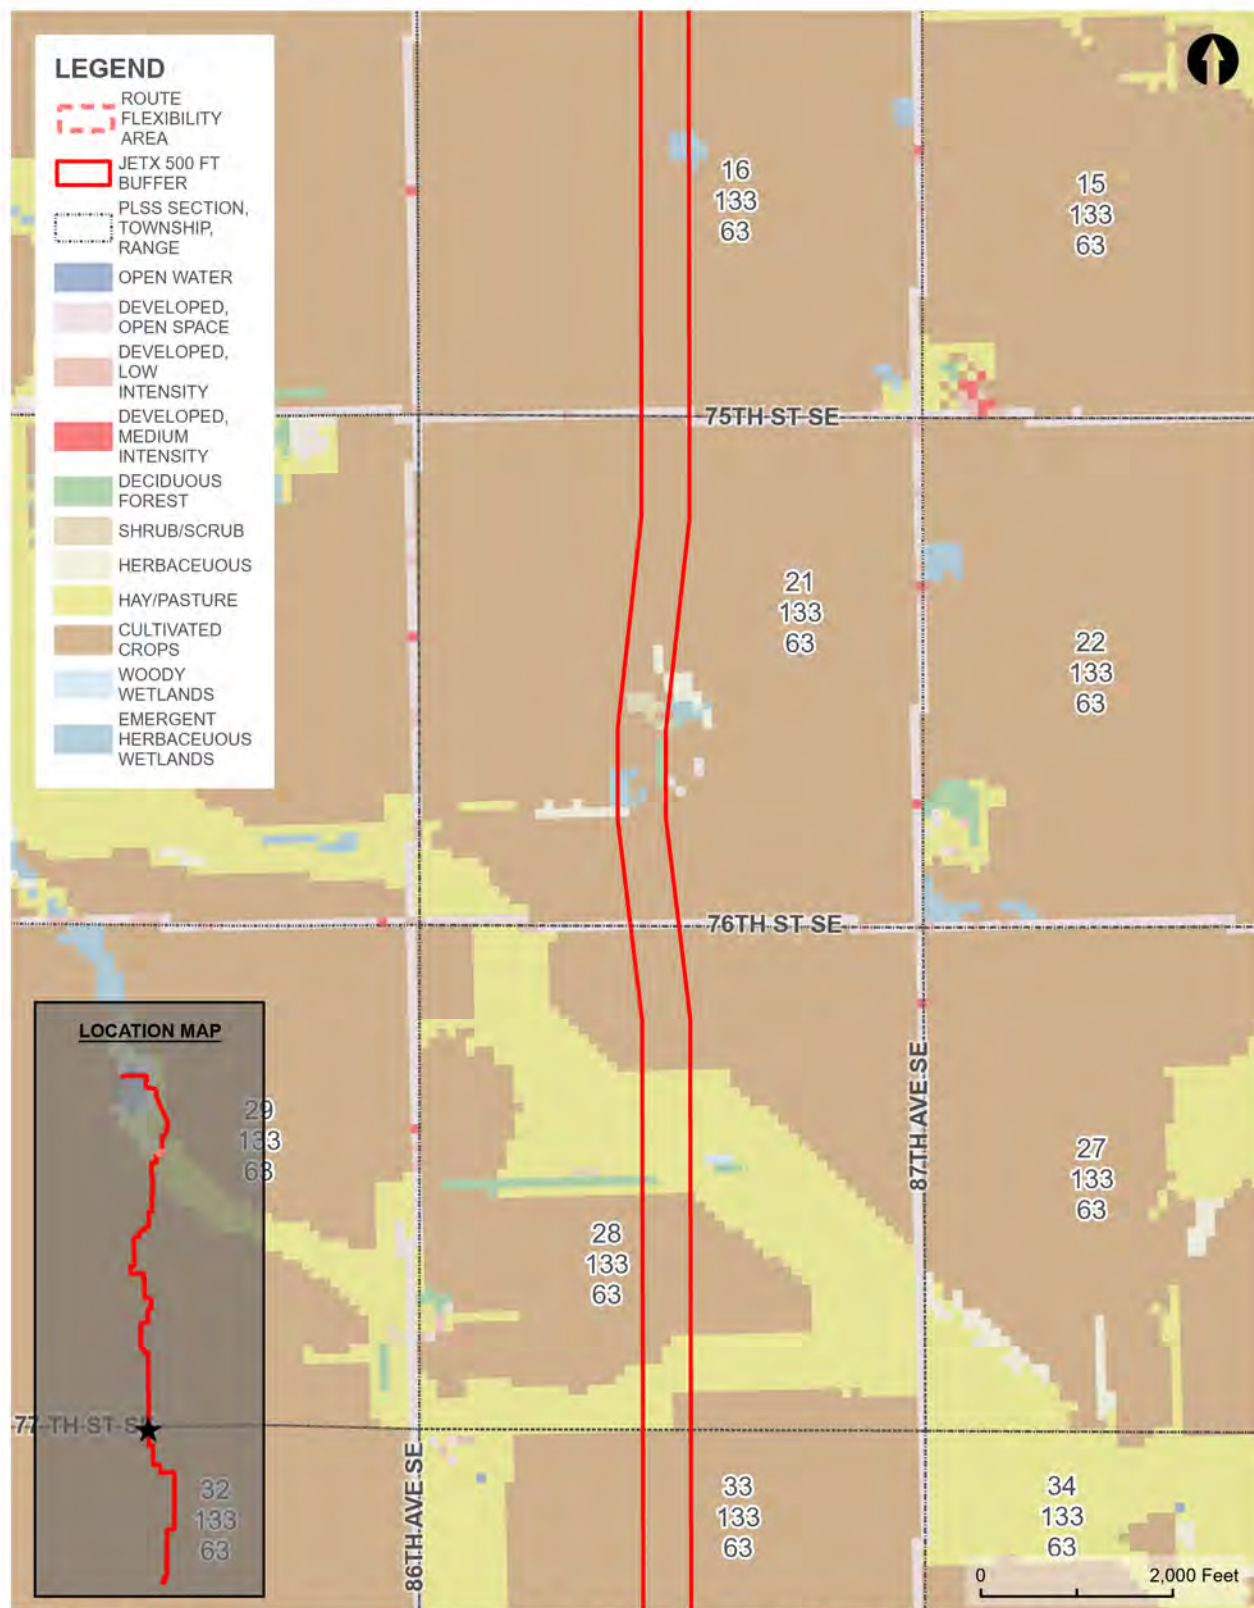 LEGEND
ROUTE
FLEXIBILITY
AREA
JETX 500 FT
BUFFER
PLSS SECTION,
TOWNSHIP,
RANGE
OPEN WATER
DEVELOPED,
OPEN SPACE
DEVELOPED,
LOW
INTENSITY
DEVELOPED,
MEDIUM
INTENSITY
DECIDUOUS
FOREST
SHRUB/SCRUB
HERBACEUOUS
HAY/PASTURE
CULTIVATED
CROPS
WOODY
WETLANDS
EMERGENT
HERBACEUOUS
WETLANDS
16
133
63
15
133
63
75TH ST SE
21
133
63
22
133
63
76TH ST SE
LOCATION MAP
29
133
63
87TH AVE SE
27
133
63
28
133
63
77 TH ST S
86TH AVE SE
32
133
63
33
133
63
34
133
63
0
2,000 Feet